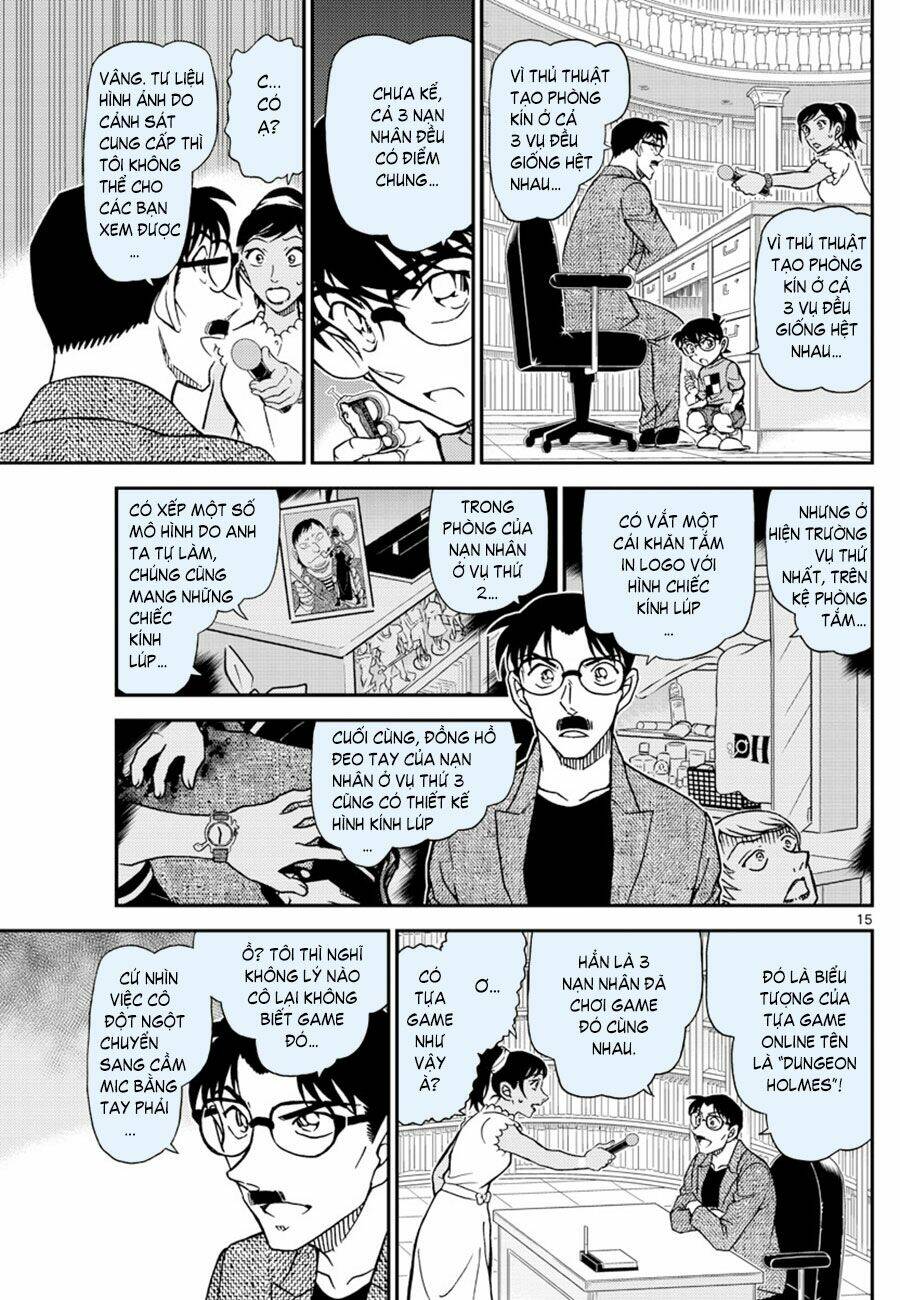 VÌ THỦ THUẬT
TẠO PHÒNG
KÍN Ở CẢ
3 VỤ ĐỀU
GIỐNG HỆT
NHAU...
VÌ THỦ THUẬT
TẠO PHÒNG
KÍN Ở CẢ
3 VỤ ĐỀU
GIỐNG HỆT
NHAU...
CHƯA KỂ,
CẢ 3 NẠN
NHÂN ĐỀU
CÓ ĐIỂM
CHUNG...
C...
CÓ
Ạ?
VÂNG. TƯ LIỆU
HÌNH ẢNH DO
CẢNH SÁT
CUNG CẤP THÌ
TÔI KHÔNG
THỂ CHO
CÁC BẠN
XEM ĐƯỢC
...
NHƯNG Ở
HIỆN TRƯỜNG
VỤ THỨ
NHẤT, TRÊN
KỆ PHÒNG
TẮM...
CÓ VẮT MỘT
CÁI KHĂN TẮM
IN LOGO VỚI
HÌNH CHIẾC
KÍNH LÚP
...
DH
TRONG
PHÒNG CỦA
NẠN NHÂN
Ở VỤ THỨ
2...
CÓ XẾP MỘT SỐ
MÔ HÌNH DO ANH
TA TỰ LÀM,
CHÚNG CŨNG
MANG NHỮNG
CHIẾC
KÍNH
LÚP...
CUỐI CÙNG, ĐỒNG HỒ
ĐEO TAY CỦA NẠN
NHÂN Ở VỤ THỨ 3
CŨNG CÓ THIẾT KẾ
HÌNH KÍNH LÚP
...
15
ĐÓ LÀ BIỂU
TƯỢNG CỦA
TỰA GAME
ONLINE TÊN
LÀ "DUNGEON
HOLMES"!
HẲN LÀ 3
NẠN NHÂN ĐÃ
CHƠI GAME
ĐÓ CÙNG
NHAU.
Ơ...
CÓ
TỰA
GAME
NHƯ
VẬY
À?
Ồ? TÔI THÌ NGHĨ
KHÔNG LÝ NÀO
CÔ LẠI KHÔNG
BIẾT GAME
ĐÓ...
CỨ NHÌN
VIỆC CÔ
ĐỘT NGỘT
CHUYỂN
SANG CẦM
MIC BẰNG
TAY PHẢI
...